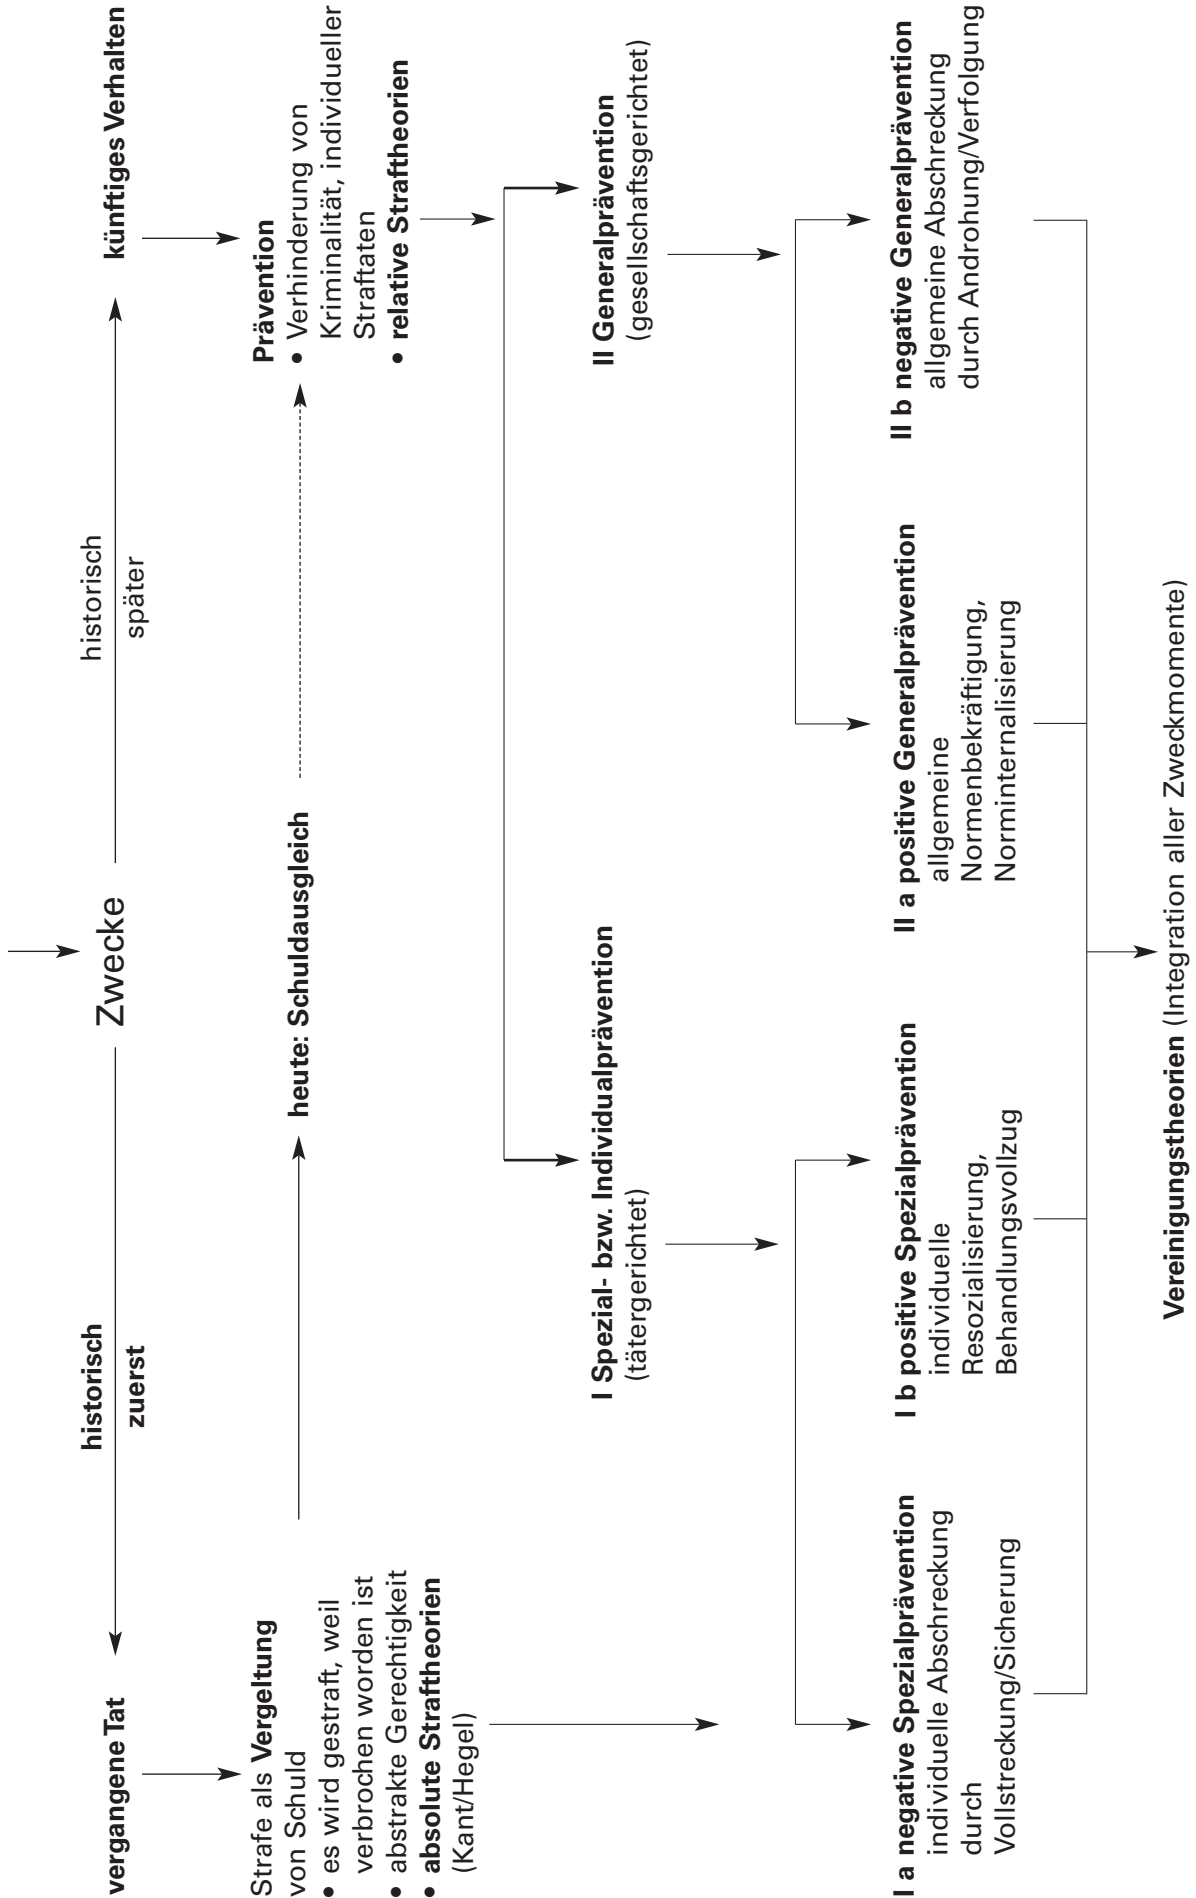 Zwecke
historisch
zuerst
historisch
später
vergangene Tat
künftiges Verhalten
Strafe als Vergeltung
von Schuld
• es wird gestraft, weil
verbrochen worden ist
• abstrakte Gerechtigkeit
• absolute Straftheorien
(Kant/Hegel)
heute: Schuldausgleich
Prävention
• Verhinderung von
Kriminalität, individueller
Straftaten
• relative Straftheorien
I Spezial- bzw. Individualprävention
(tätergerichtet)
II Generalprävention
(gesellschaftsgerichtet)
I a negative Spezialprävention
individuelle Abschreckung
durch
Vollstreckung/Sicherung
I b positive Spezialprävention
individuelle
Resozialisierung,
Behandlungsvollzug
II a positive Generalprävention
allgemeine
Normenbekräftigung,
Norminternalisierung
II b negative Generalprävention
allgemeine Abschreckung
durch Androhung/Verfolgung
Vereinigungstheorien (Integration aller Zweckmomente)